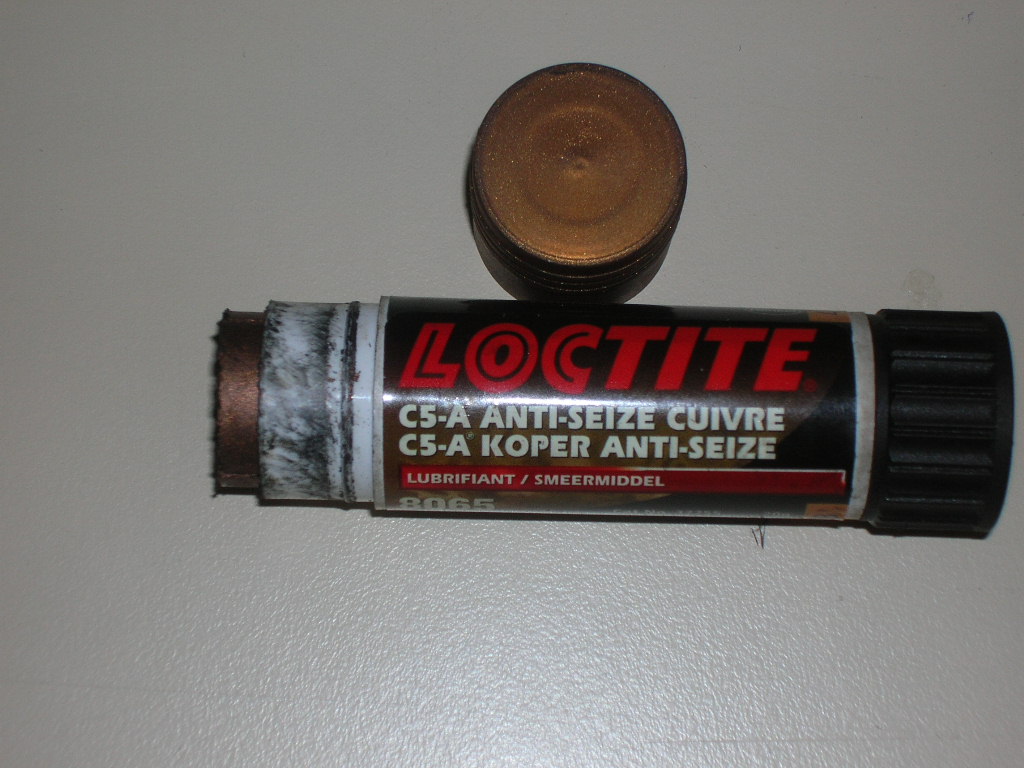 LOCTITE
C5-A ANTI-SEIZE CUIVRE
C5-A® KOPER ANTI-SEIZE
LUBRIFIANT / SMEERMIDDEL
8065